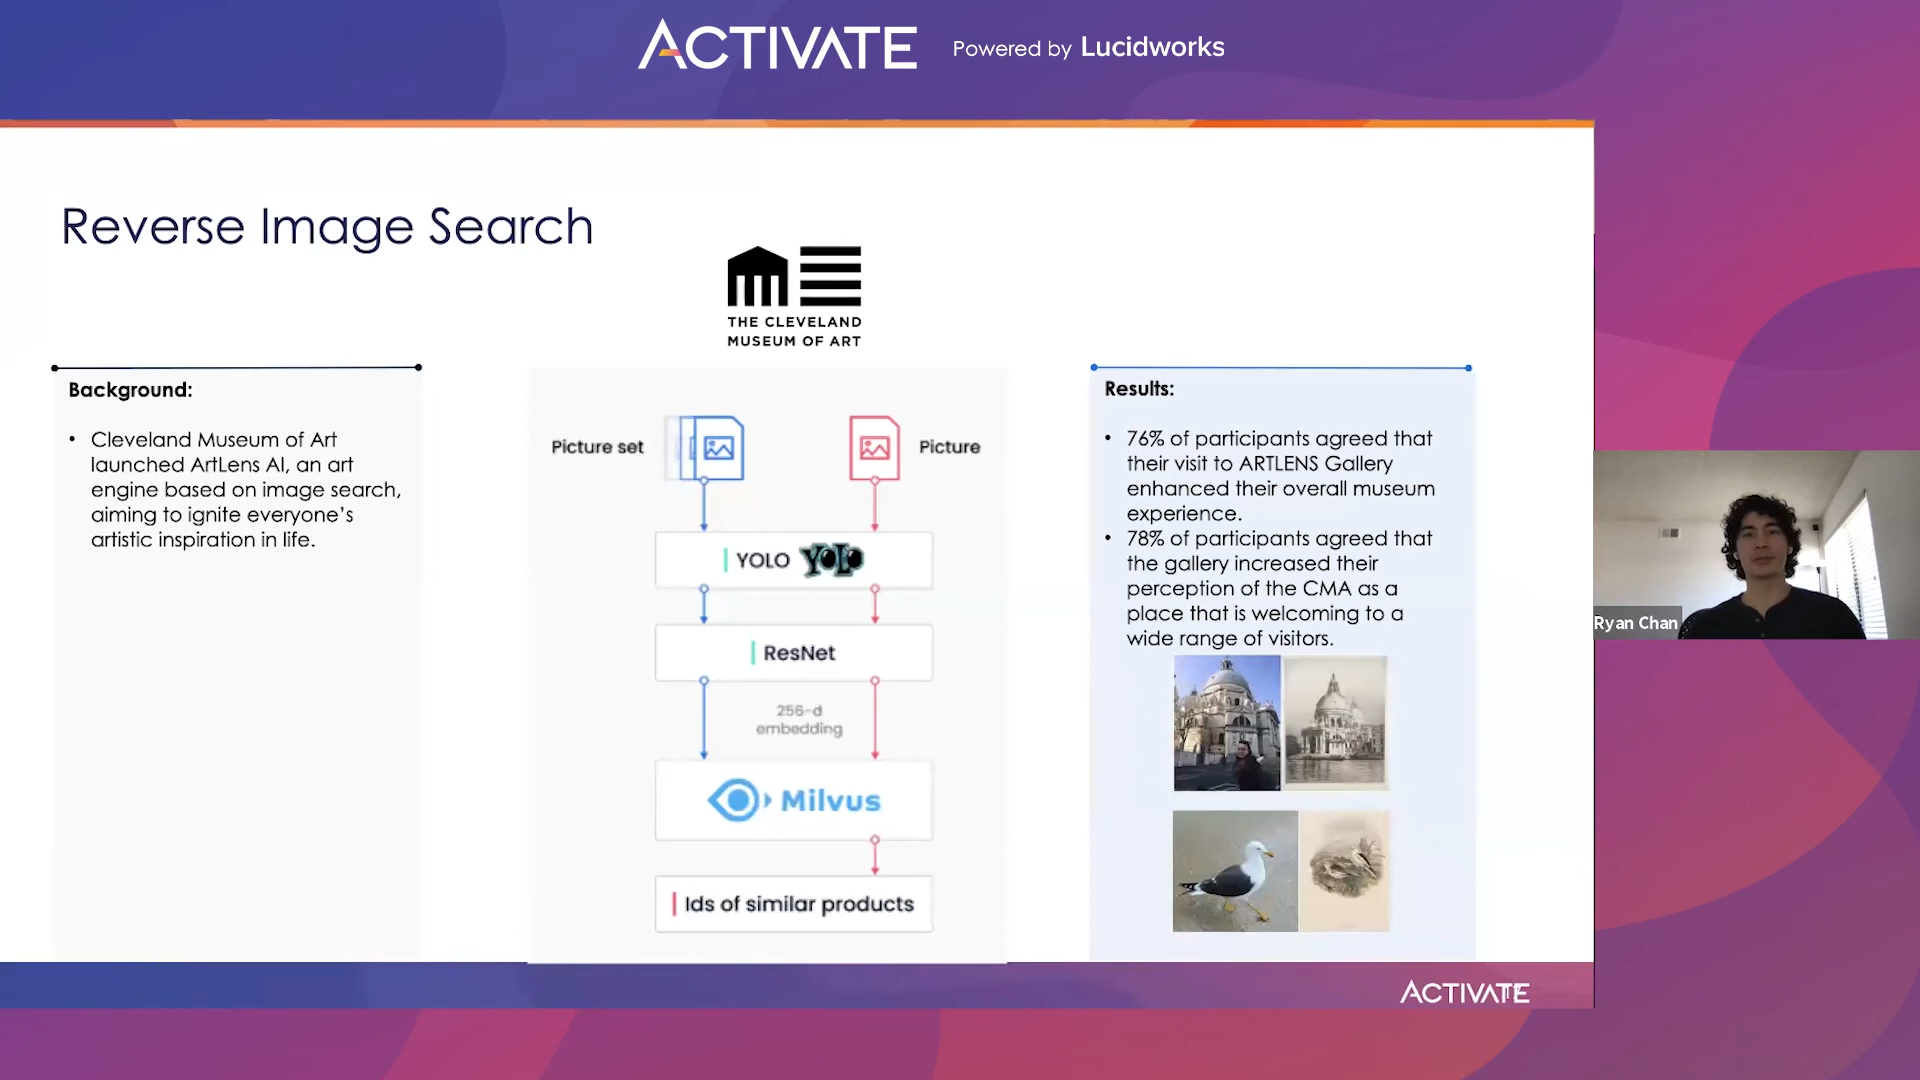 ACTIVATE Powered by Lucidworks
Reverse Image Search
THE CLEVELAND
MUSEUM OF ART
Background:
• Cleveland Museum of Art
launched ArtLens AI, an art
engine based on image search,
aiming to ignite everyone's
artistic inspiration in life.
Picture set
Picture
YOLO YOLO
ResNet
256-d
embedding
Milvus
Ids of similar products
Results:
• 76% of participants agreed that
their visit to ARTLENS Gallery
enhanced their overall museum
experience.
• 78% of participants agreed that
the gallery increased their
perception of the CMA as a
place that is welcoming to a
wide range of visitors.
Ryan Chan
ACTIVATE